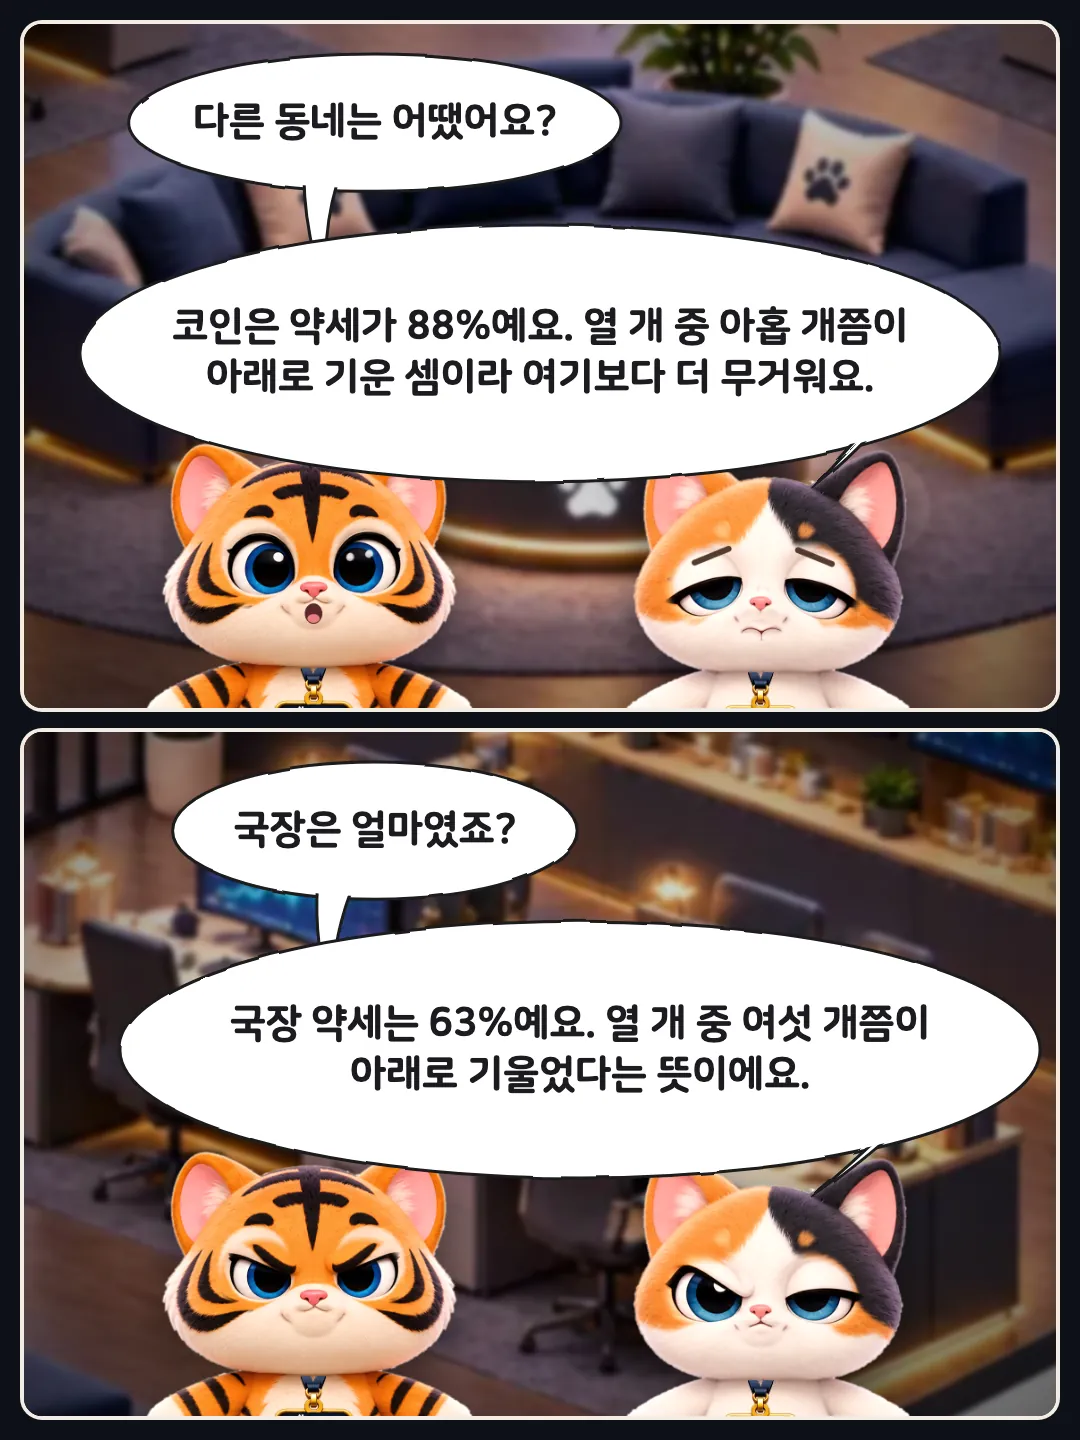 다른 동네는 어땠어요?
코인은 약세가 88%예요. 열 개 중 아홉 개쯤이
아래로 기운 셈이라 여기보다 더 무거워요.
국장은 얼마였죠?
국장 약세는 63%예요. 열 개 중 여섯 개쯤이
아래로 기울었다는 뜻이에요.